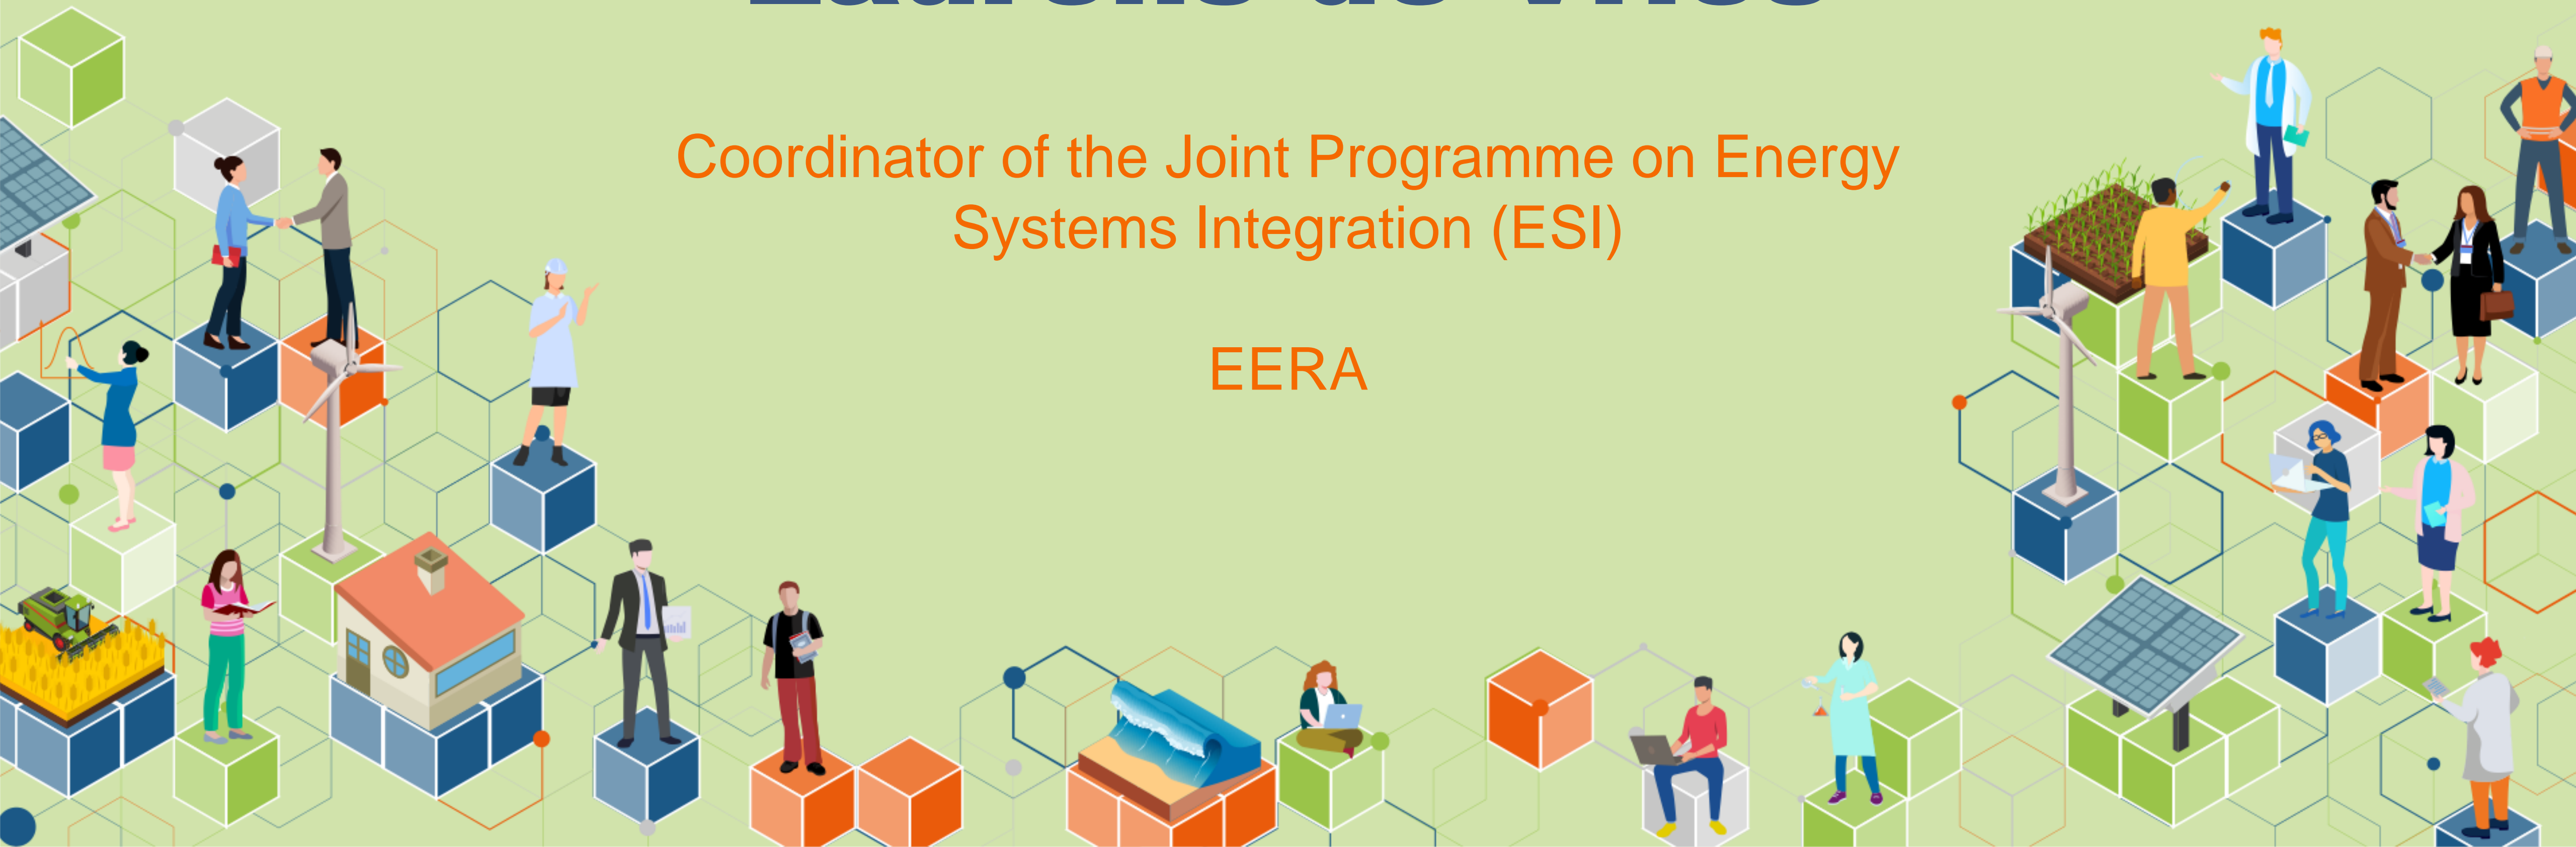 Coordinator of the Joint Programme on Energy
Systems Integration (ESI)
EERA